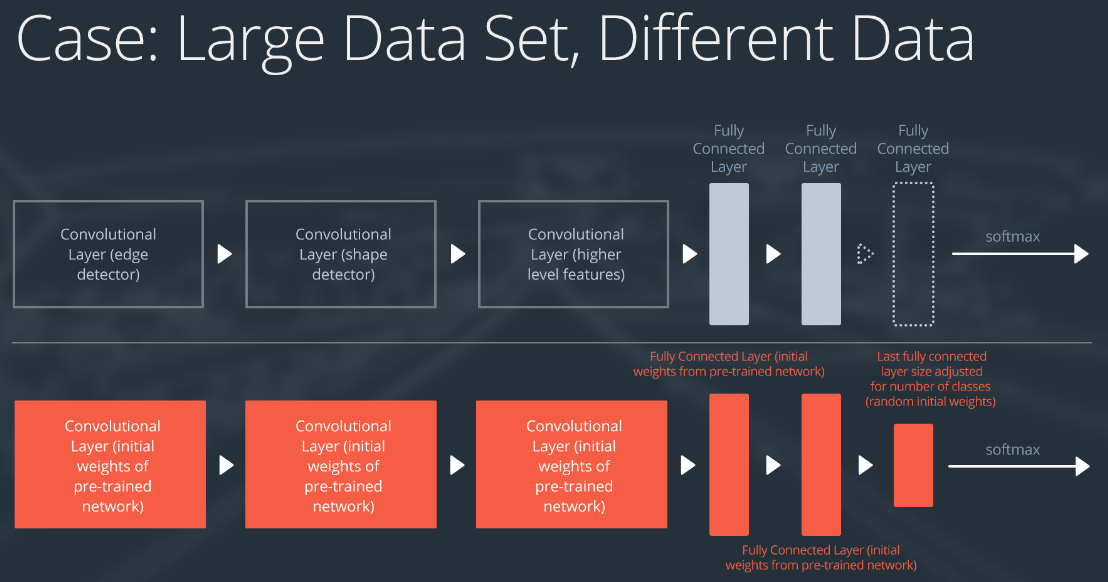 Case: Large Data Set, Different Data
Fully
Connected
Layer
Fully
Connected
Layer
Fully
Connected
Layer
Convolutional
Layer (edge
detector)
Convolutional
Layer (shape
detector)
Convolutional
Layer (higher
level features)
softmax
Fully Connected Layer (initial
weights from pre-trained network)
Last fully connected
layer size adjusted
for number of classes
(random initial weights)
Convolutional
Layer (initial
weights of
pre-trained
network)
Convolutional
Layer (initial
weights of
pre-trained
network)
Convolutional
Layer (initial
weights of
pre-trained
network)
softmax
Fully Connected Layer (initial
weights from pre-trained network)